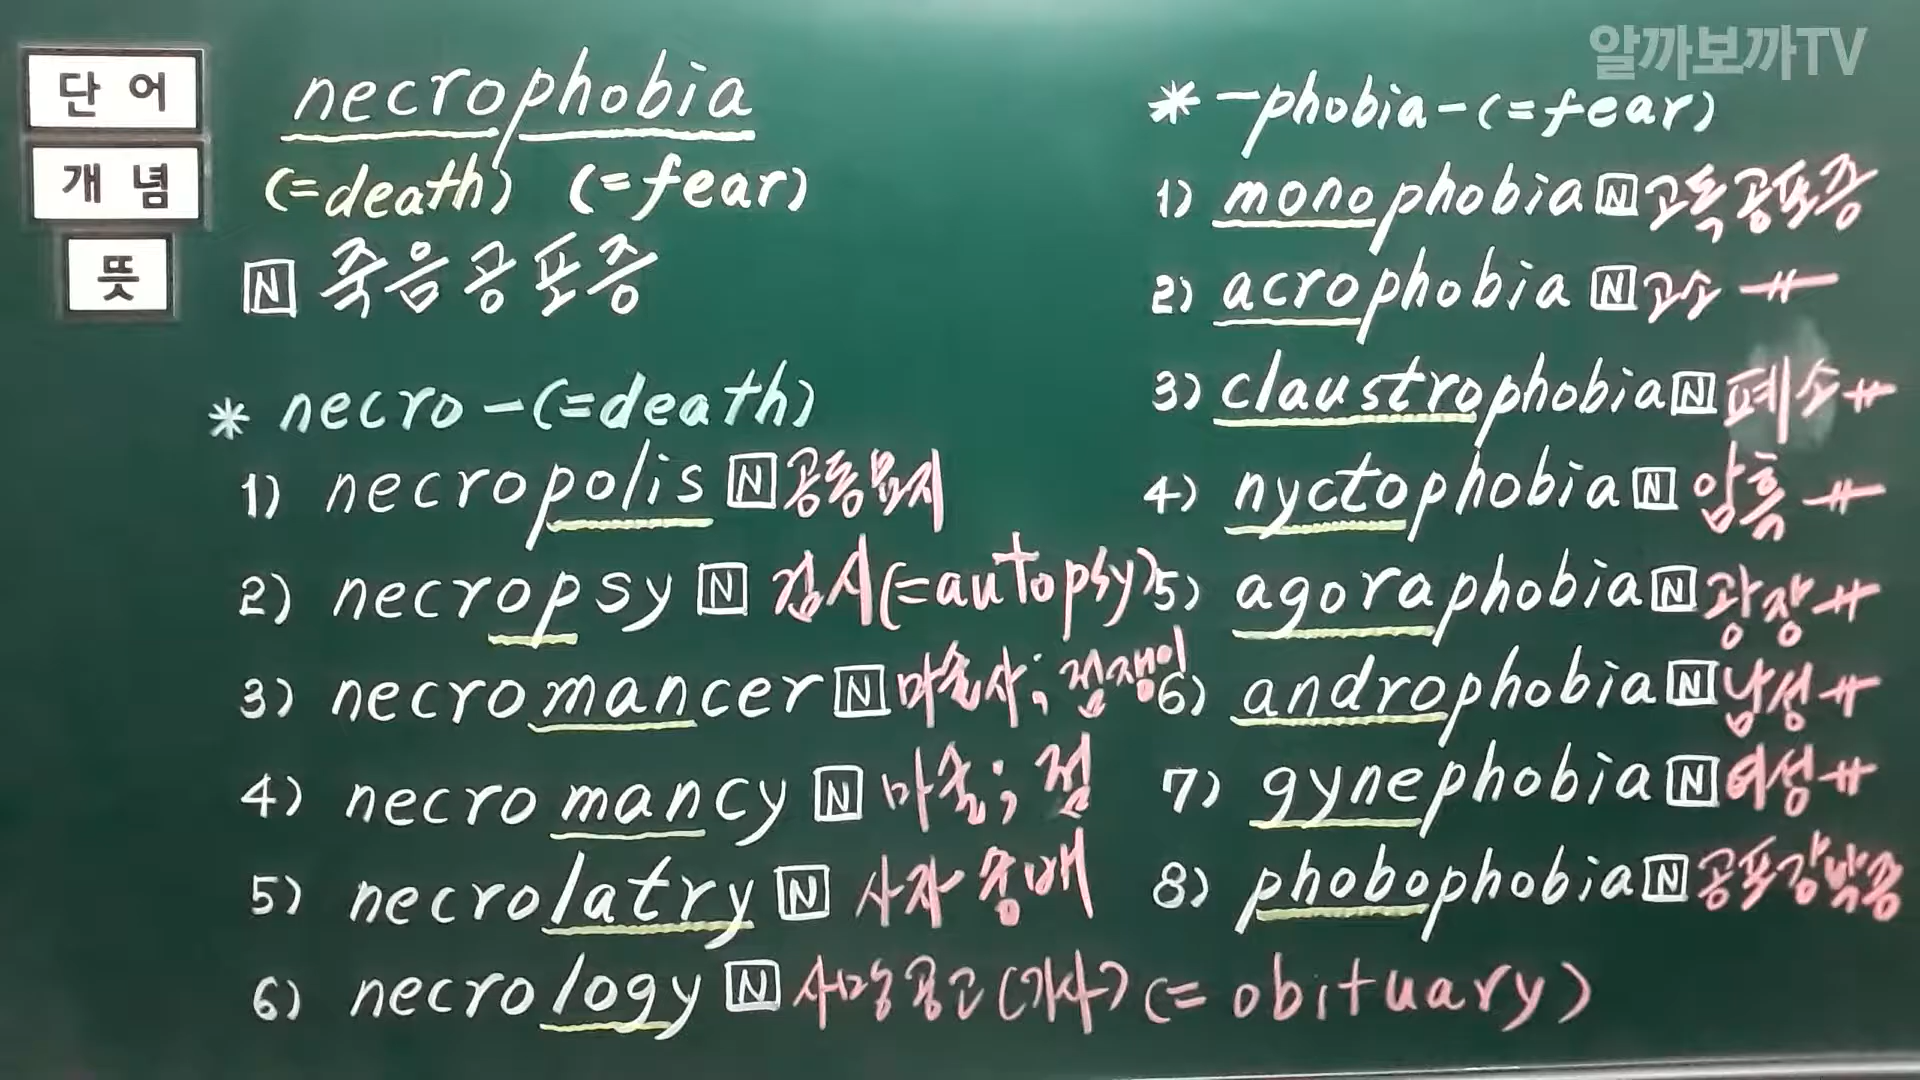 알까보까TV
단어
개념
뜻
necrophobia
(=death) (=fear)
N 죽음공포증
* necro-(=death)
1) necropolis N 공동묘지
2) necropsy N 검시(=autopsy)
3) necromancer N 마술사; 점쟁이
4) necromancy N 마술; 점
5) necrolatry N 사자 숭배
6) necrology N 사망공고(기사) (= obituary)
* -phobia-(=fear)
1) monophobia N 고독공포증
2) acrophobia N 고소 〃
3) claustrophobia N 폐소 〃
4) nyctophobia N 암흑 〃
5) agoraphobia N 광장 〃
6) androphobia N 남성 〃
7) gynephobia N 여성 〃
8) phobophobia N 공포강박증